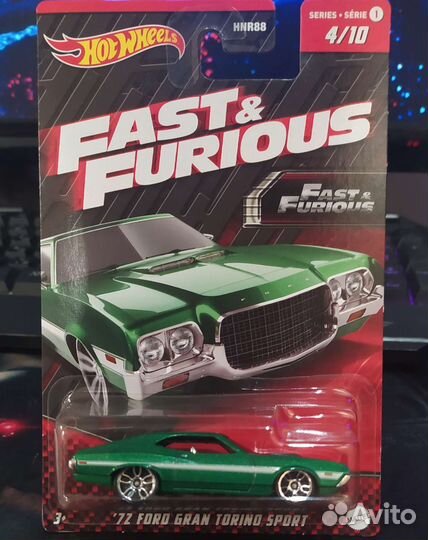 Hot Wheels
HNR88
SERIES • SÉRIE 1
4/10
FAST &
FURIOUS
FAST &
FURIOUS
FORD
3+
'72 FORD GRAN TORINO SPORT
Avito